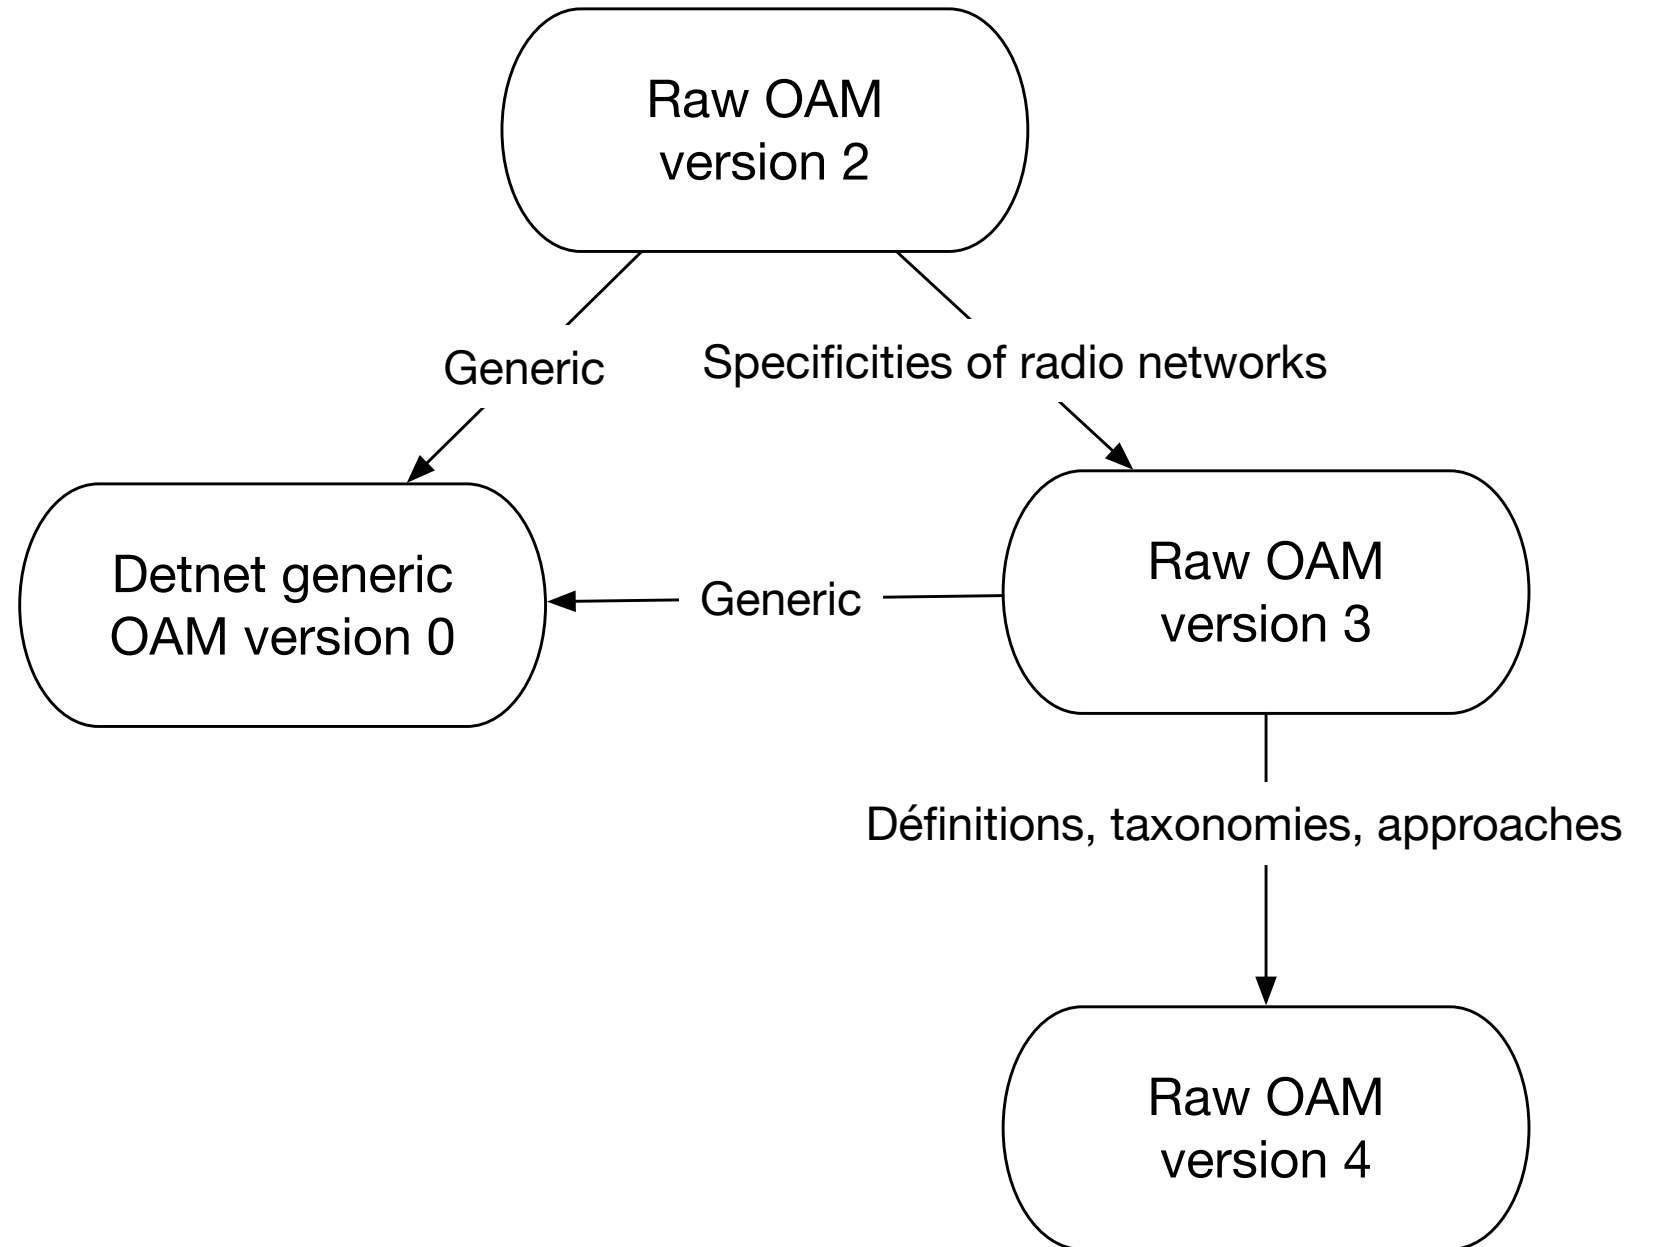 Raw OAM
version 2
Generic
Specificities of radio networks
Detnet generic
OAM version 0
Generic
Raw OAM
version 3
Définitions, taxonomies, approaches
Raw OAM
version 4